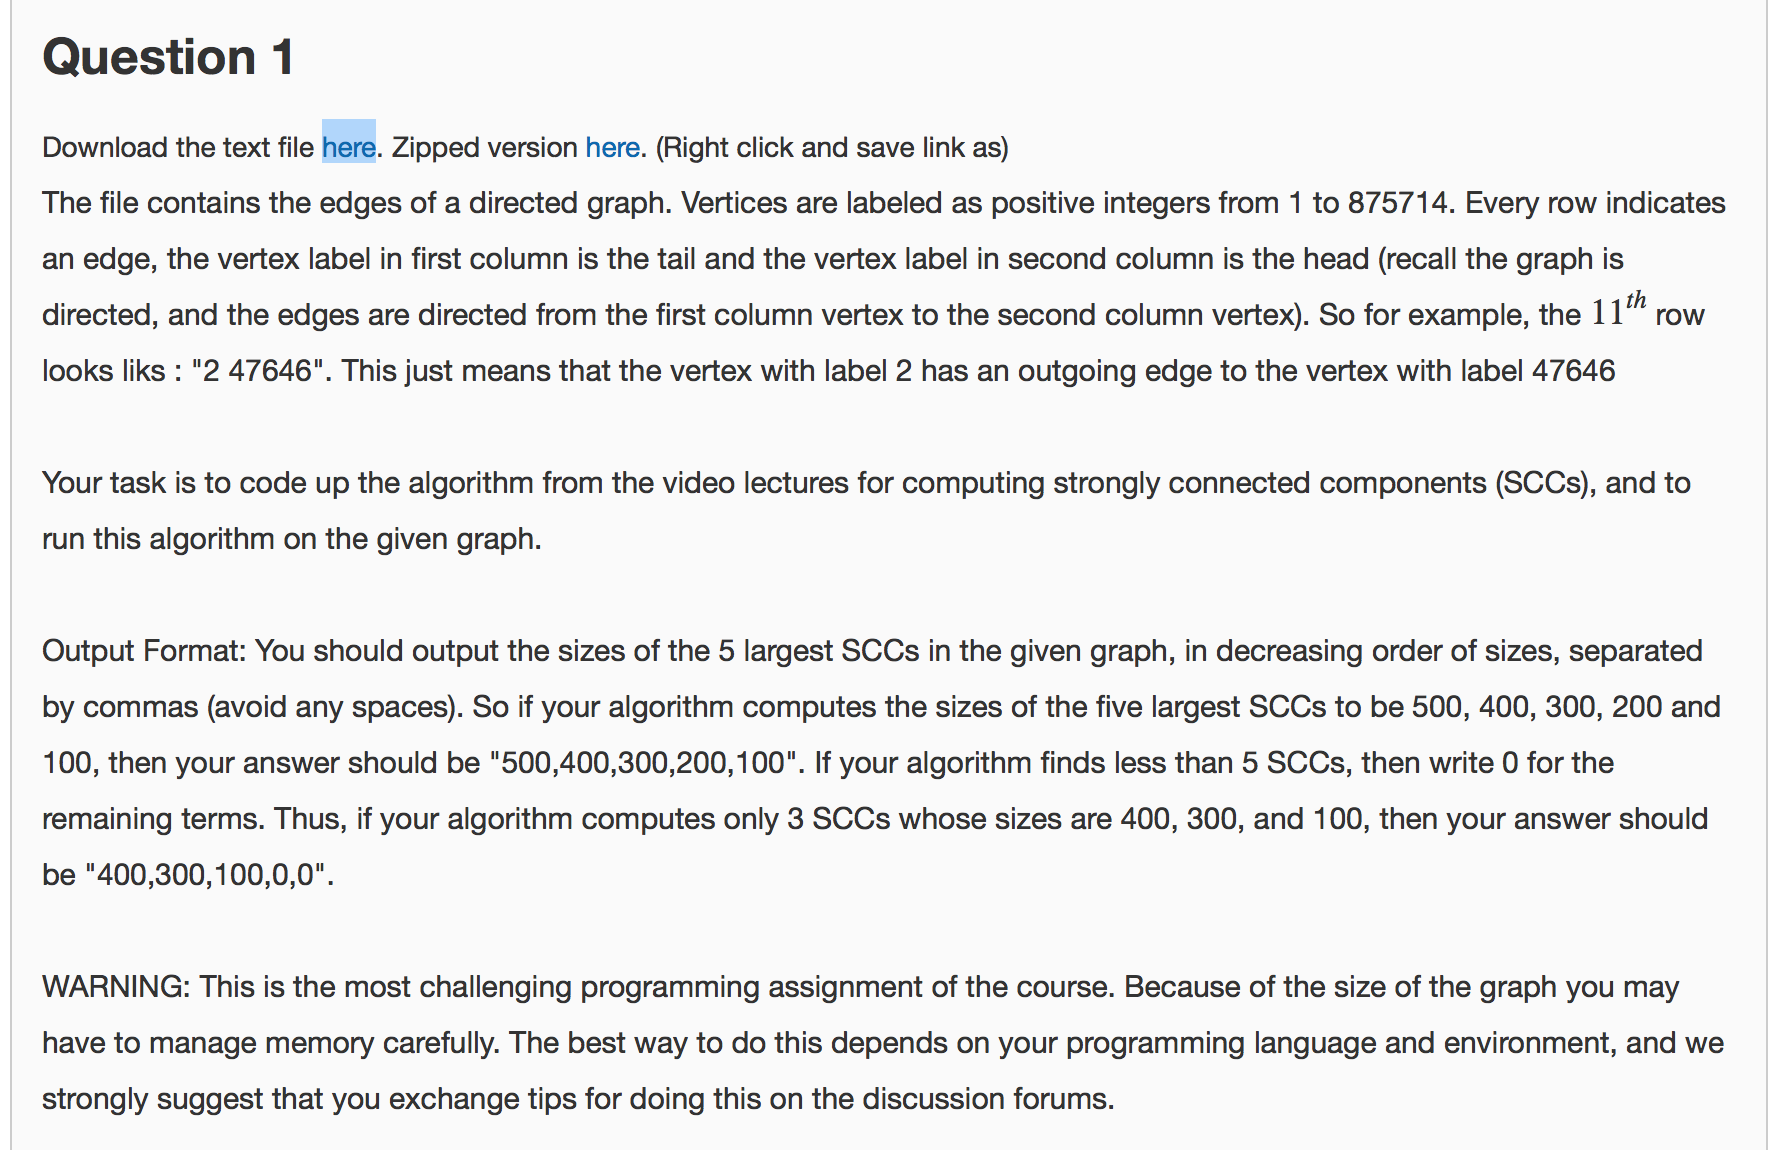 Question 1
Download the text file here. Zipped version here. (Right click and save link as)
The file contains the edges of a directed graph. Vertices are labeled as positive integers from 1 to 875714. Every row indicates
an edge, the vertex label in first column is the tail and the vertex label in second column is the head (recall the graph is
directed, and the edges are directed from the first column vertex to the second column vertex). So for example, the 11th row
looks liks : "2 47646". This just means that the vertex with label 2 has an outgoing edge to the vertex with label 47646
Your task is to code up the algorithm from the video lectures for computing strongly connected components (SCCs), and to
run this algorithm on the given graph.
Output Format: You should output the sizes of the 5 largest SCCs in the given graph, in decreasing order of sizes, separated
by commas (avoid any spaces). So if your algorithm computes the sizes of the five largest SCCs to be 500, 400, 300, 200 and
100, then your answer should be "500,400,300,200,100". If your algorithm finds less than 5 SCCs, then write 0 for the
remaining terms. Thus, if your algorithm computes only 3 SCCs whose sizes are 400, 300, and 100, then your answer should
be "400,300,100,0,0".
WARNING: This is the most challenging programming assignment of the course. Because of the size of the graph you may
have to manage memory carefully. The best way to do this depends on your programming language and environment, and we
strongly suggest that you exchange tips for doing this on the discussion forums.